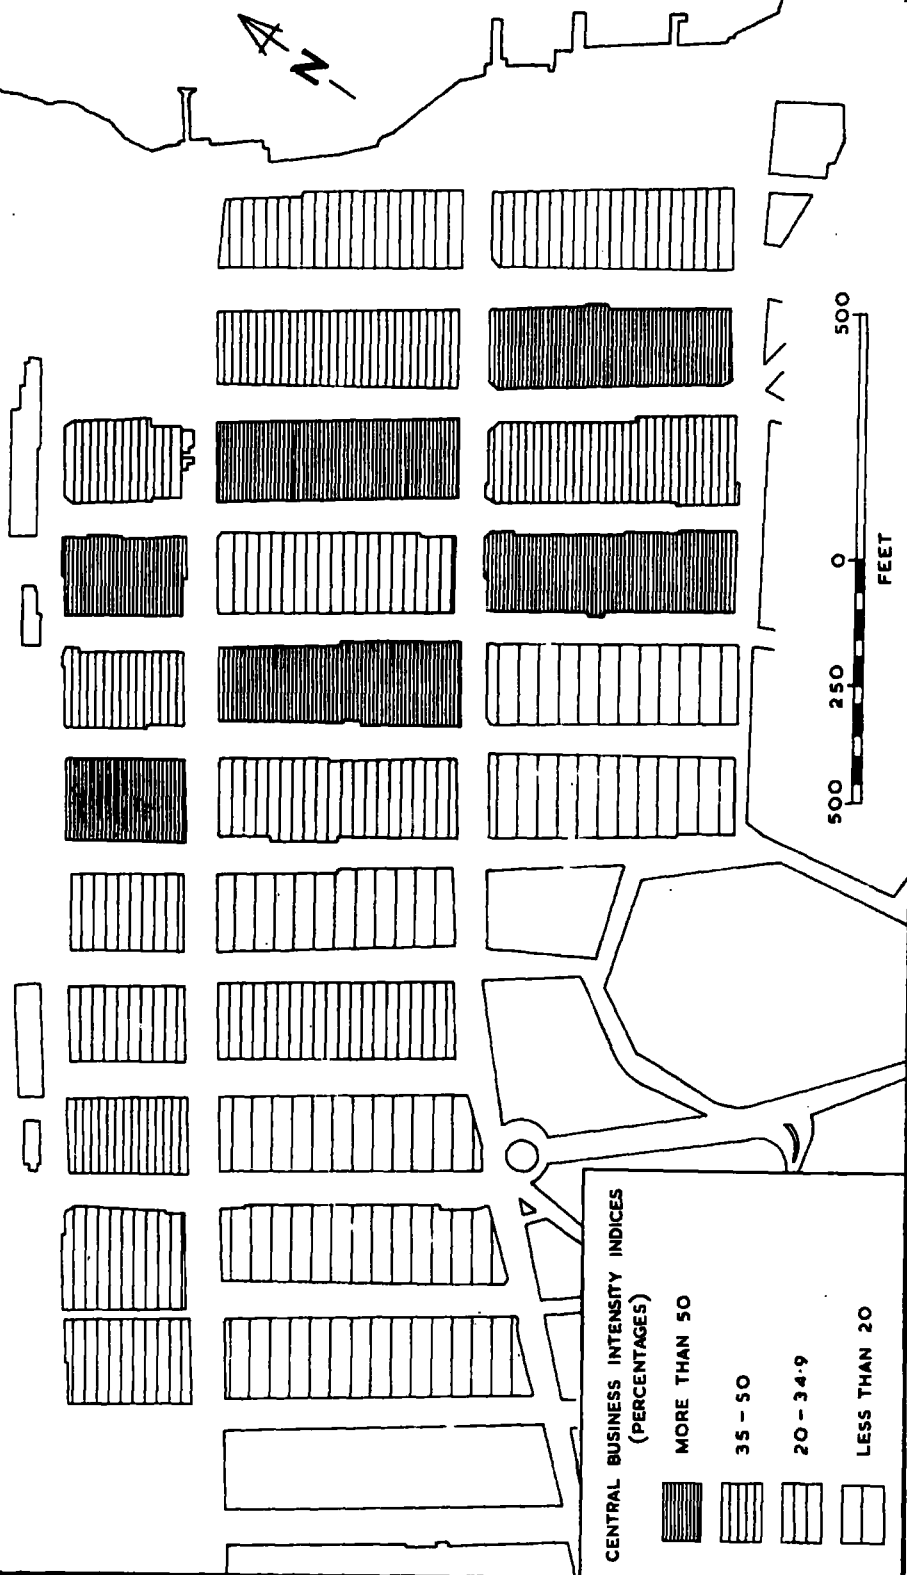 N
500
0
250
500
FEET
CENTRAL BUSINESS INTENSITY INDICES
(PERCENTAGES)
MORE THAN 50
35 – 50
20 – 34·9
LESS THAN 20